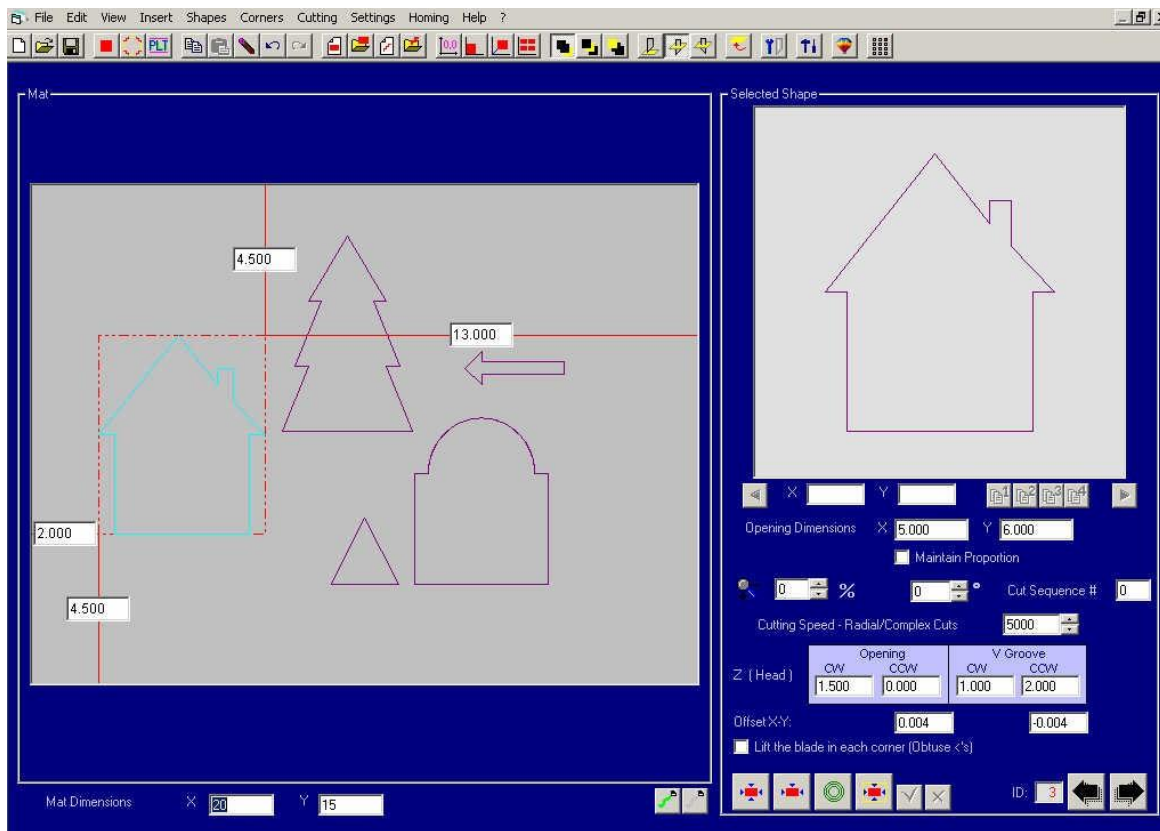 File Edit View Insert Shapes Corners Cutting Settings Homing Help ?
PLT 0,0
Mat
Selected Shape
4.500
13.000
2.000
4.500
X Y 1 2 3 4
Opening Dimensions X 5.000 Y 6.000
Maintain Proportion
0 % 0 ° Cut Sequence # 0
Cutting Speed - Radial/Complex Cuts 5000
Opening V Groove
CW CCW CW CCW
Z ( Head ) 1.500 0.000 1.000 2.000
Offset X-Y: 0.004 -0.004
Lift the blade in each corner (Obtuse <'s)
Mat Dimensions X 20 Y 15
ID: 3